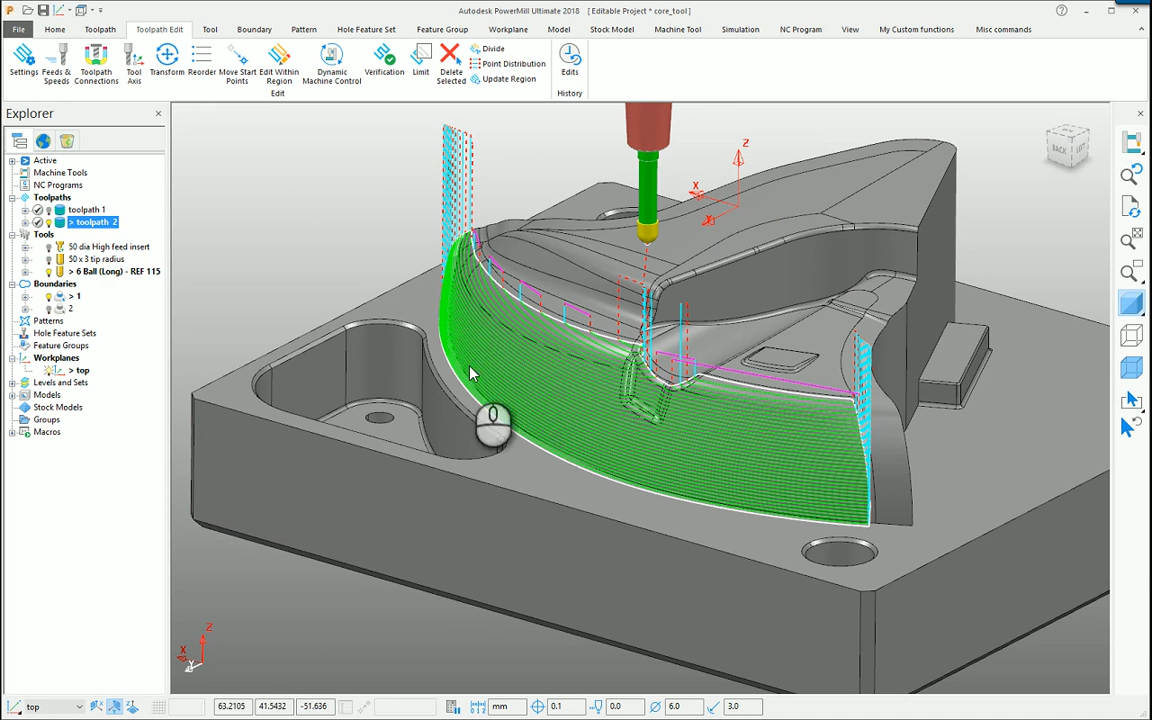 Autodesk PowerMill Ultimate 2018 [ Editable Project * core_tool ]
File Home Toolpath Toolpath Edit Tool Boundary Pattern Hole Feature Set Feature Group Workplane Model Stock Model Machine Tool Simulation NC Program View My Custom functions Misc commands
Settings Feeds & Speeds Toolpath Connections Tool Axis Transform Reorder Move Start Points Edit Within Region Dynamic Machine Control Verification Limit Delete Selected Divide Point Distribution Update Region Edits
Edit History
Explorer
Active
Machine Tools
NC Programs
Toolpaths
toolpath 1
> toolpath 2
Tools
50 dia High feed insert
50 x 3 tip radius
> 6 Ball (Long) - REF 115
Boundaries
> 1
2
Patterns
Hole Feature Sets
Feature Groups
Workplanes
> top
Levels and Sets
Models
Stock Models
Groups
Macros
Z
X
BACK
Z
X
Y
top 63.2105 41.5432 -51.636 mm 0.1 0.0 6.0 3.0